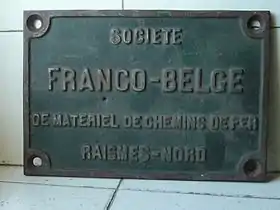 SOCIETE
FRANCO-BELGE
DE MATERIEL DE CHEMINS DE FER
RAISMES-NORD